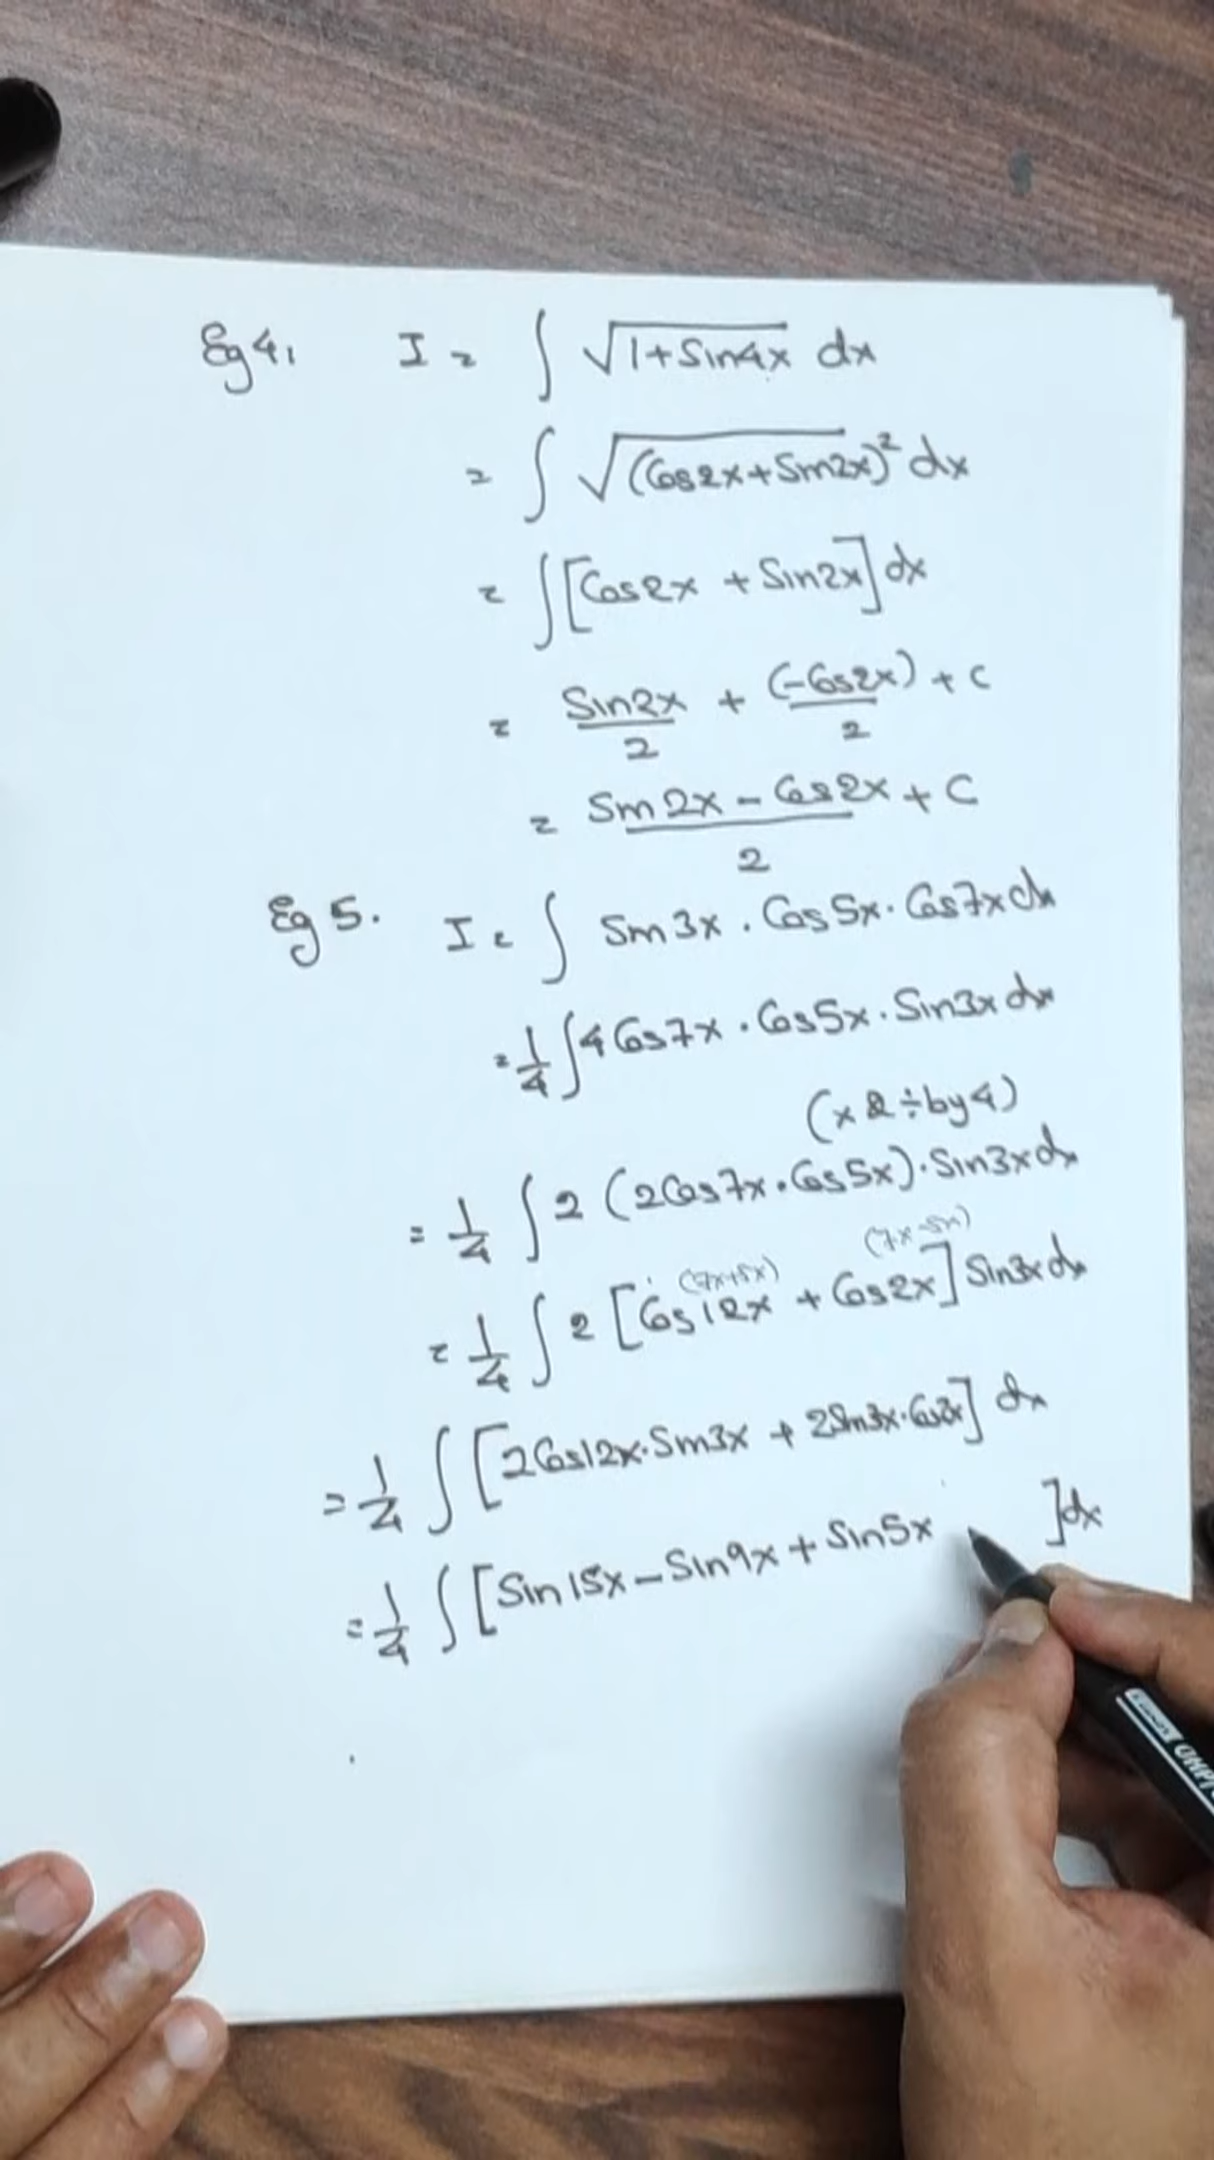 Eg 4, I = ∫ √1+Sin4x dx
= ∫ √(Cos2x+Sin2x)² dx
= ∫ [Cos2x + Sin2x] dx
= Sin2x/2 + (-Cos2x)/2 + c
= Sin2x - Cos2x/2 + C
Eg 5. I = ∫ Sin3x . Cos5x . Cos7x dx
= 1/4 ∫ 4 Cos7x . Cos5x . Sin3x dx
(x & ÷ by 4)
= 1/4 ∫ 2 (2Cos7x . Cos5x) . Sin3x dx
(7x+5x) (7x-5x)
= 1/4 ∫ 2 [Cos12x + Cos2x] Sin3x dx
= 1/4 ∫ [2Cos12x . Sin3x + 2Sin3x . Cos2x] dx
= 1/4 ∫ [Sin15x - Sin9x + Sin5x ] dx